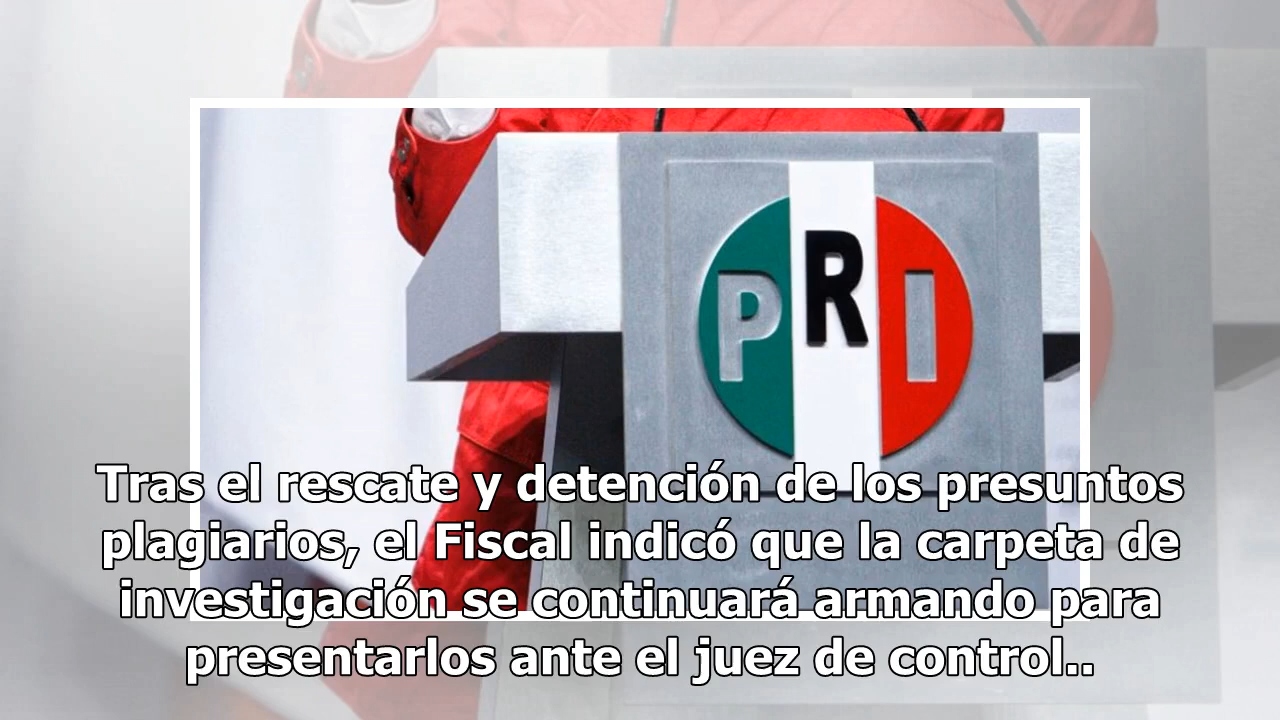 PRI
Tras el rescate y detención de los presuntos
plagiarios, el Fiscal indicó que la carpeta de
investigación se continuará armando para
presentarlos ante el juez de control..